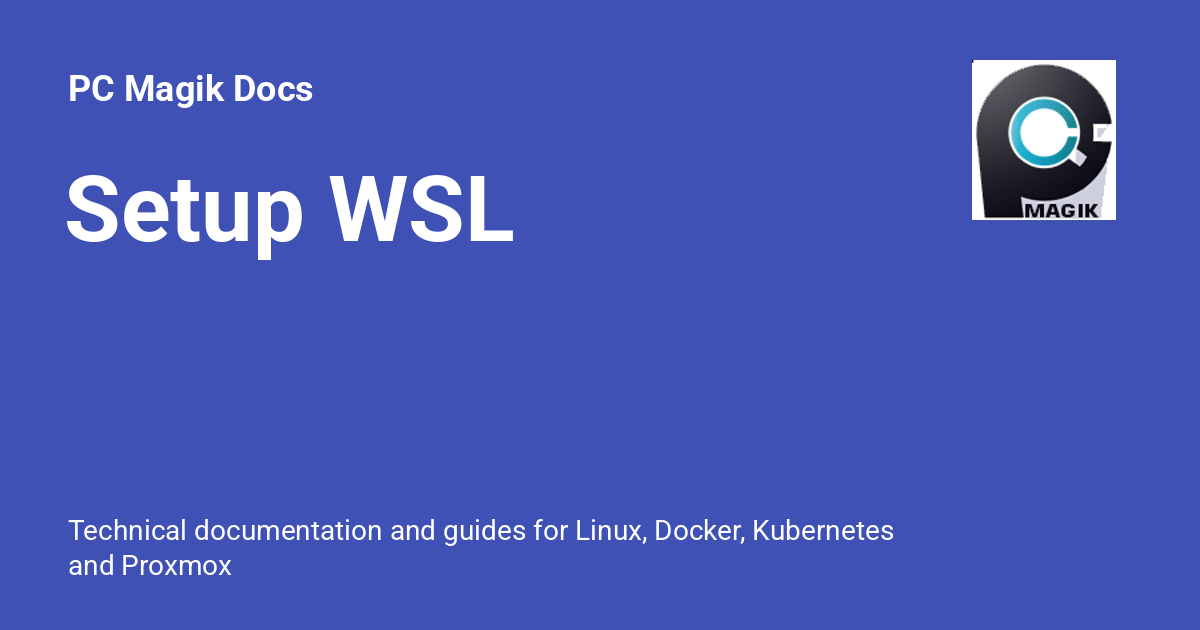 PC Magik Docs
Setup WSL
MAGIK
Technical documentation and guides for Linux, Docker, Kubernetes
and Proxmox